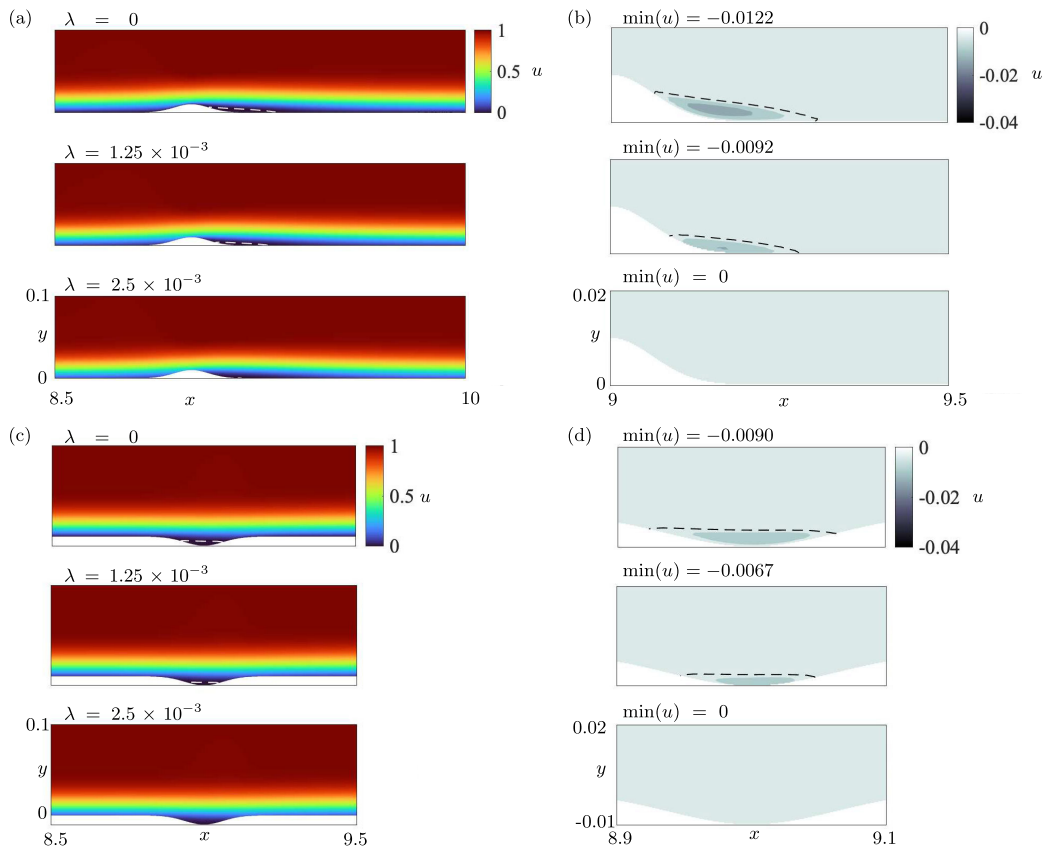 (a) λ = 0
1
0.5 u
0
λ = 1.25 × 10⁻³
λ = 2.5 × 10⁻³
0.1
y
0
8.5 x 10
(b) min(u) = −0.0122
0
-0.02 u
-0.04
min(u) = −0.0092
min(u) = 0
0.02
y
0
9 x 9.5
(c) λ = 0
1
0.5 u
0
λ = 1.25 × 10⁻³
λ = 2.5 × 10⁻³
0.1
y
0
8.5 x 9.5
(d) min(u) = −0.0090
0
-0.02 u
-0.04
min(u) = −0.0067
min(u) = 0
0.02
y
-0.01
8.9 x 9.1